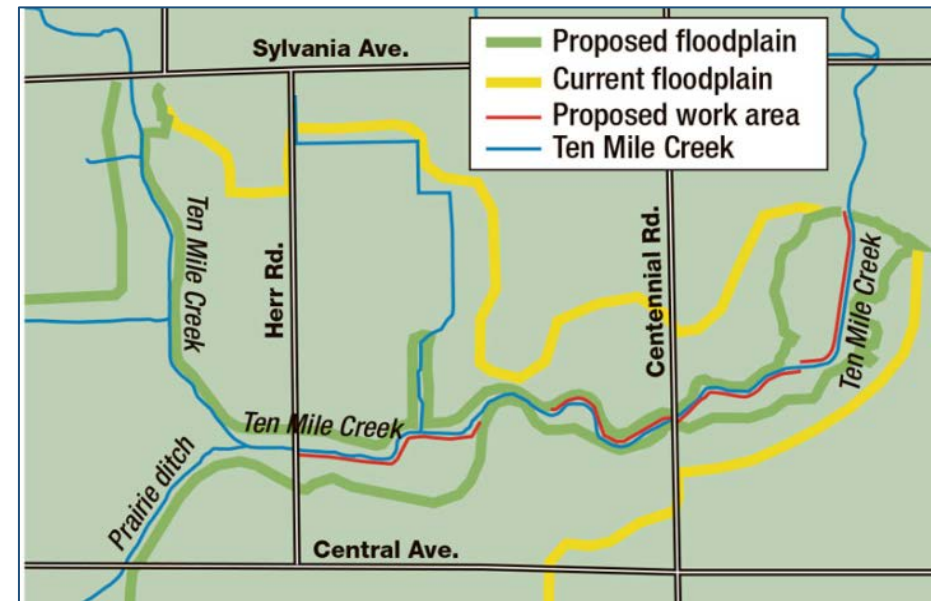 Sylvania Ave.
Proposed floodplain
Current floodplain
Proposed work area
Ten Mile Creek
Ten Mile Creek
Herr Rd.
Centennial Rd.
Ten Mile Creek
Ten Mile Creek
Prairie ditch
Central Ave.